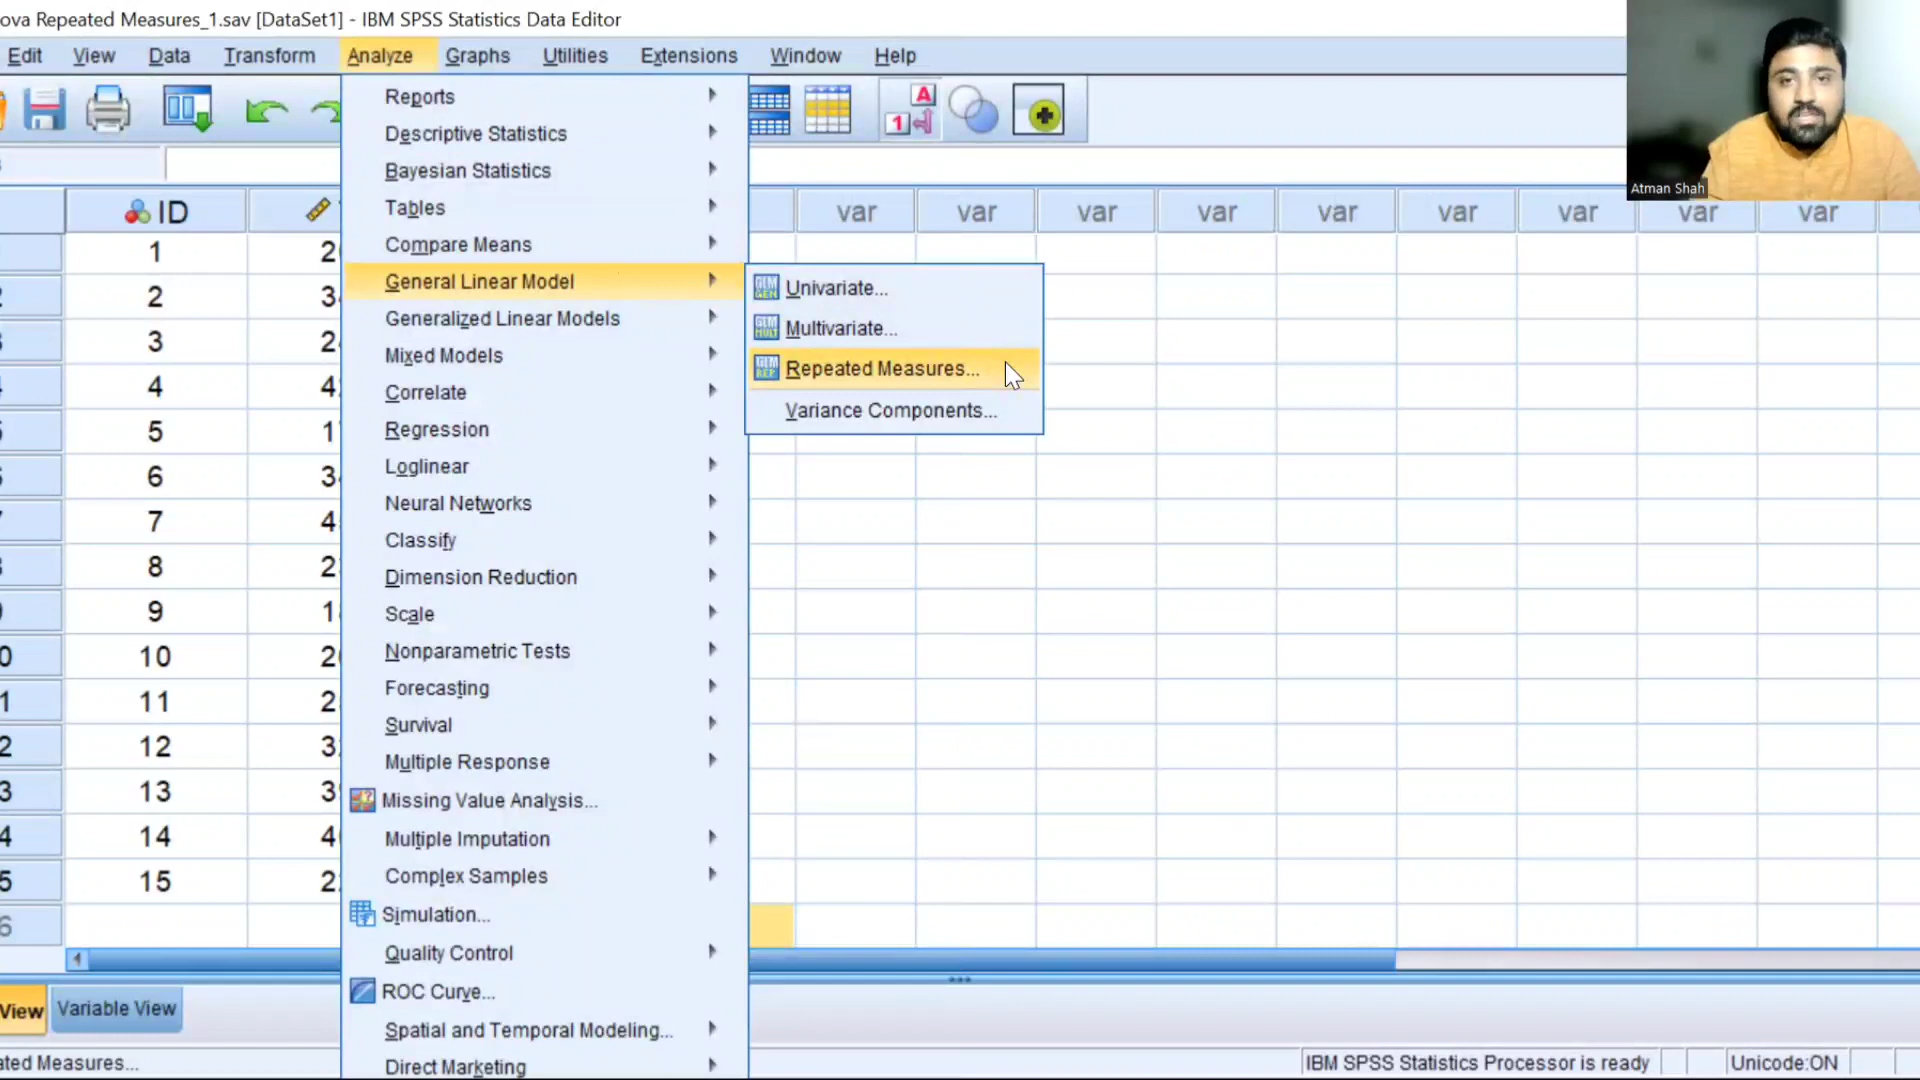 ova Repeated Measures_1.sav [DataSet1] - IBM SPSS Statistics Data Editor
Edit View Data Transform Analyze Graphs Utilities Extensions Window Help
Atman Shah
ID var var var var var var var var var
Reports
Descriptive Statistics
Bayesian Statistics
Tables
Compare Means
General Linear Model
Generalized Linear Models
Mixed Models
Correlate
Regression
Loglinear
Neural Networks
Classify
Dimension Reduction
Scale
Nonparametric Tests
Forecasting
Survival
Multiple Response
Missing Value Analysis...
Multiple Imputation
Complex Samples
Simulation...
Quality Control
ROC Curve...
Spatial and Temporal Modeling...
Direct Marketing
Univariate...
Multivariate...
Repeated Measures...
Variance Components...
1
2
3
4
5
6
7
8
9
10
11
12
13
14
15
View Variable View
ated Measures... IBM SPSS Statistics Processor is ready Unicode:ON